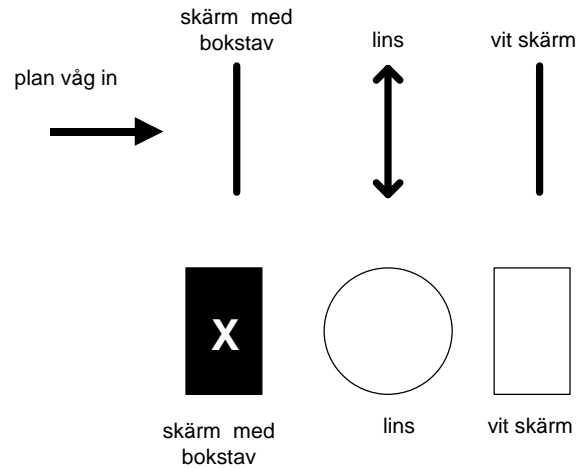 skärm med
bokstav
lins
vit skärm
plan våg in
X
skärm med
bokstav
lins
vit skärm